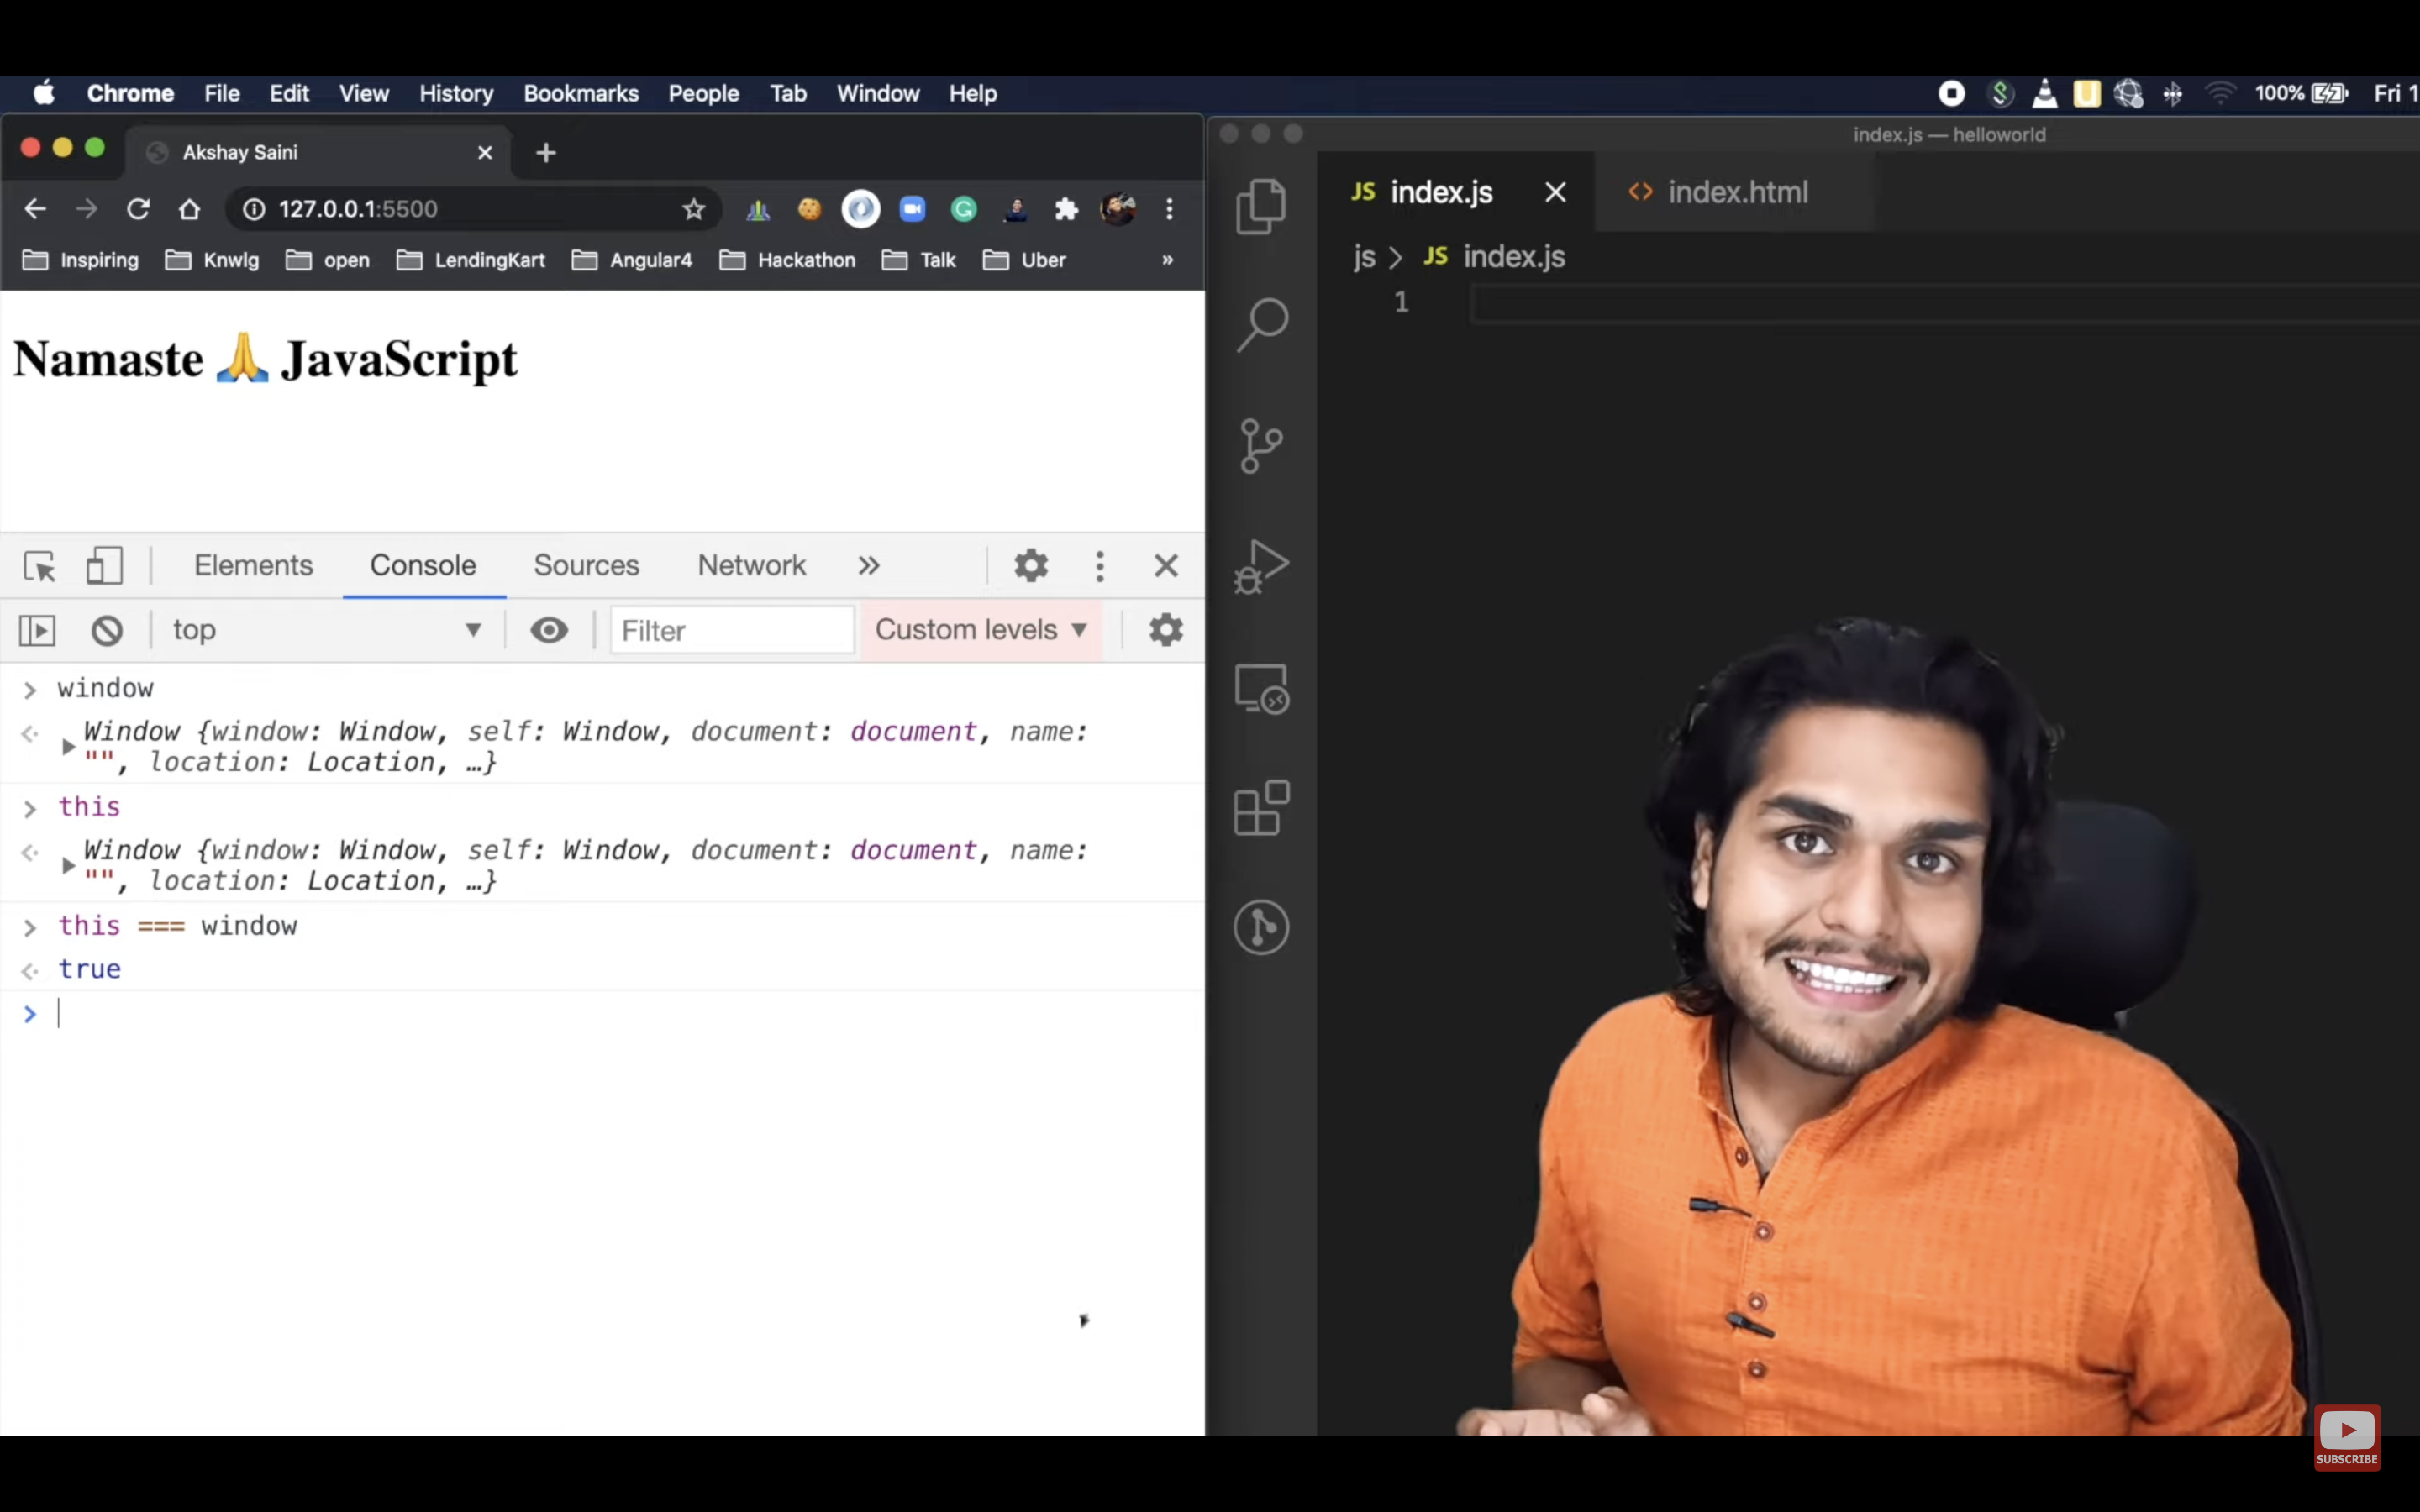 Chrome File Edit View History Bookmarks People Tab Window Help
100% Fri 1
Akshay Saini
127.0.0.1:5500
Inspiring Knwlg open LendingKart Angular4 Hackathon Talk Uber »
Namaste 🙏 JavaScript
Elements Console Sources Network »
top Filter Custom levels
> window
Window {window: Window, self: Window, document: document, name:
"", location: Location, …}
> this
Window {window: Window, self: Window, document: document, name:
"", location: Location, …}
> this === window
true
>
index.js — helloworld
JS index.js index.html
js > JS index.js
1
SUBSCRIBE